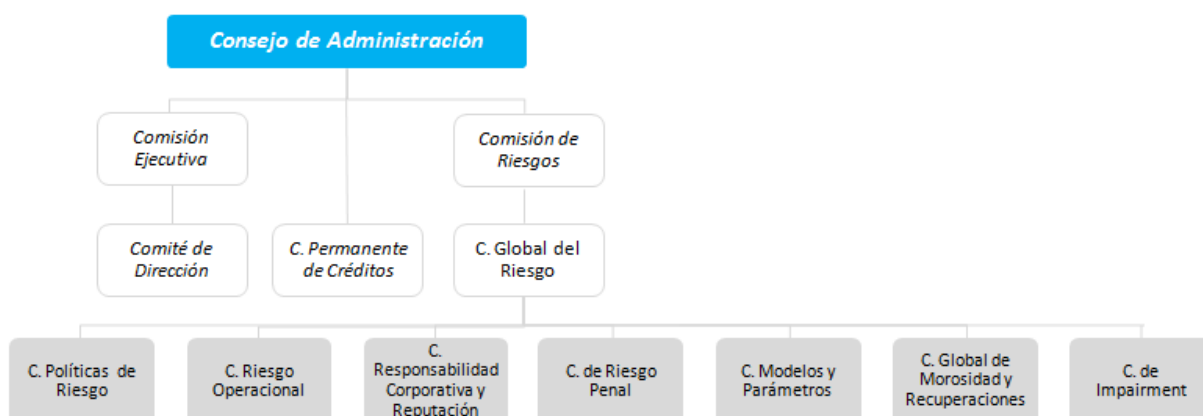 Consejo de Administración
Comisión
Ejecutiva
Comisión de
Riesgos
Comité de
Dirección
C. Permanente
de Créditos
C. Global del
Riesgo
C. Políticas de
Riesgo
C. Riesgo
Operacional
C.
Responsabilidad
Corporativa y
Reputación
C. de Riesgo
Penal
C. Modelos y
Parámetros
C. Global de
Morosidad y
Recuperaciones
C. de
Impairment